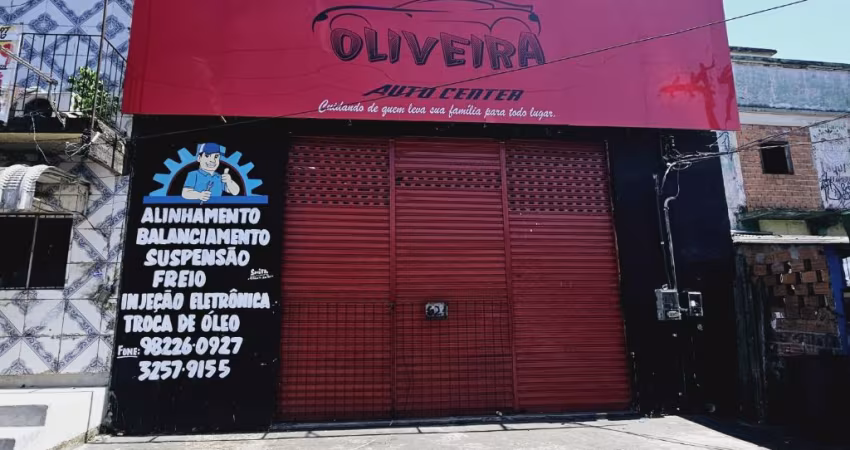 OLIVEIRA
AUTO CENTER
Cuidando de quem leva sua família para todo lugar.
ALINHAMENTO
BALANCIAMENTO
SUSPENSÃO
FREIO
INJEÇÃO ELETRÔNICA
TROCA DE ÓLEO
FONE: 98226-0927
3257-9155